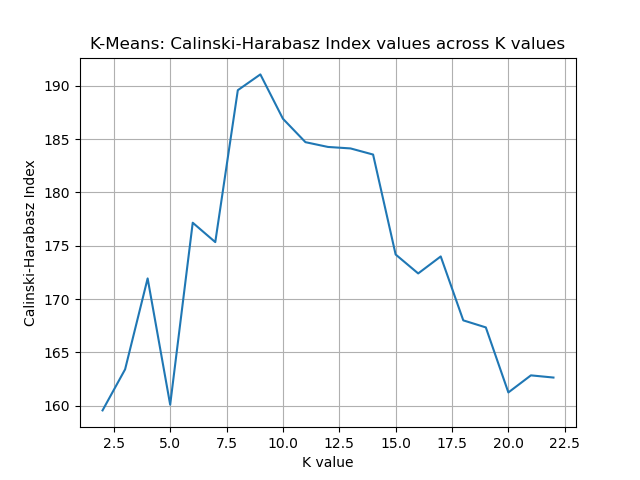 K-Means: Calinski-Harabasz Index values across K values
Calinski-Harabasz Index
190
185
180
175
170
165
160
2.5 5.0 7.5 10.0 12.5 15.0 17.5 20.0 22.5
K value